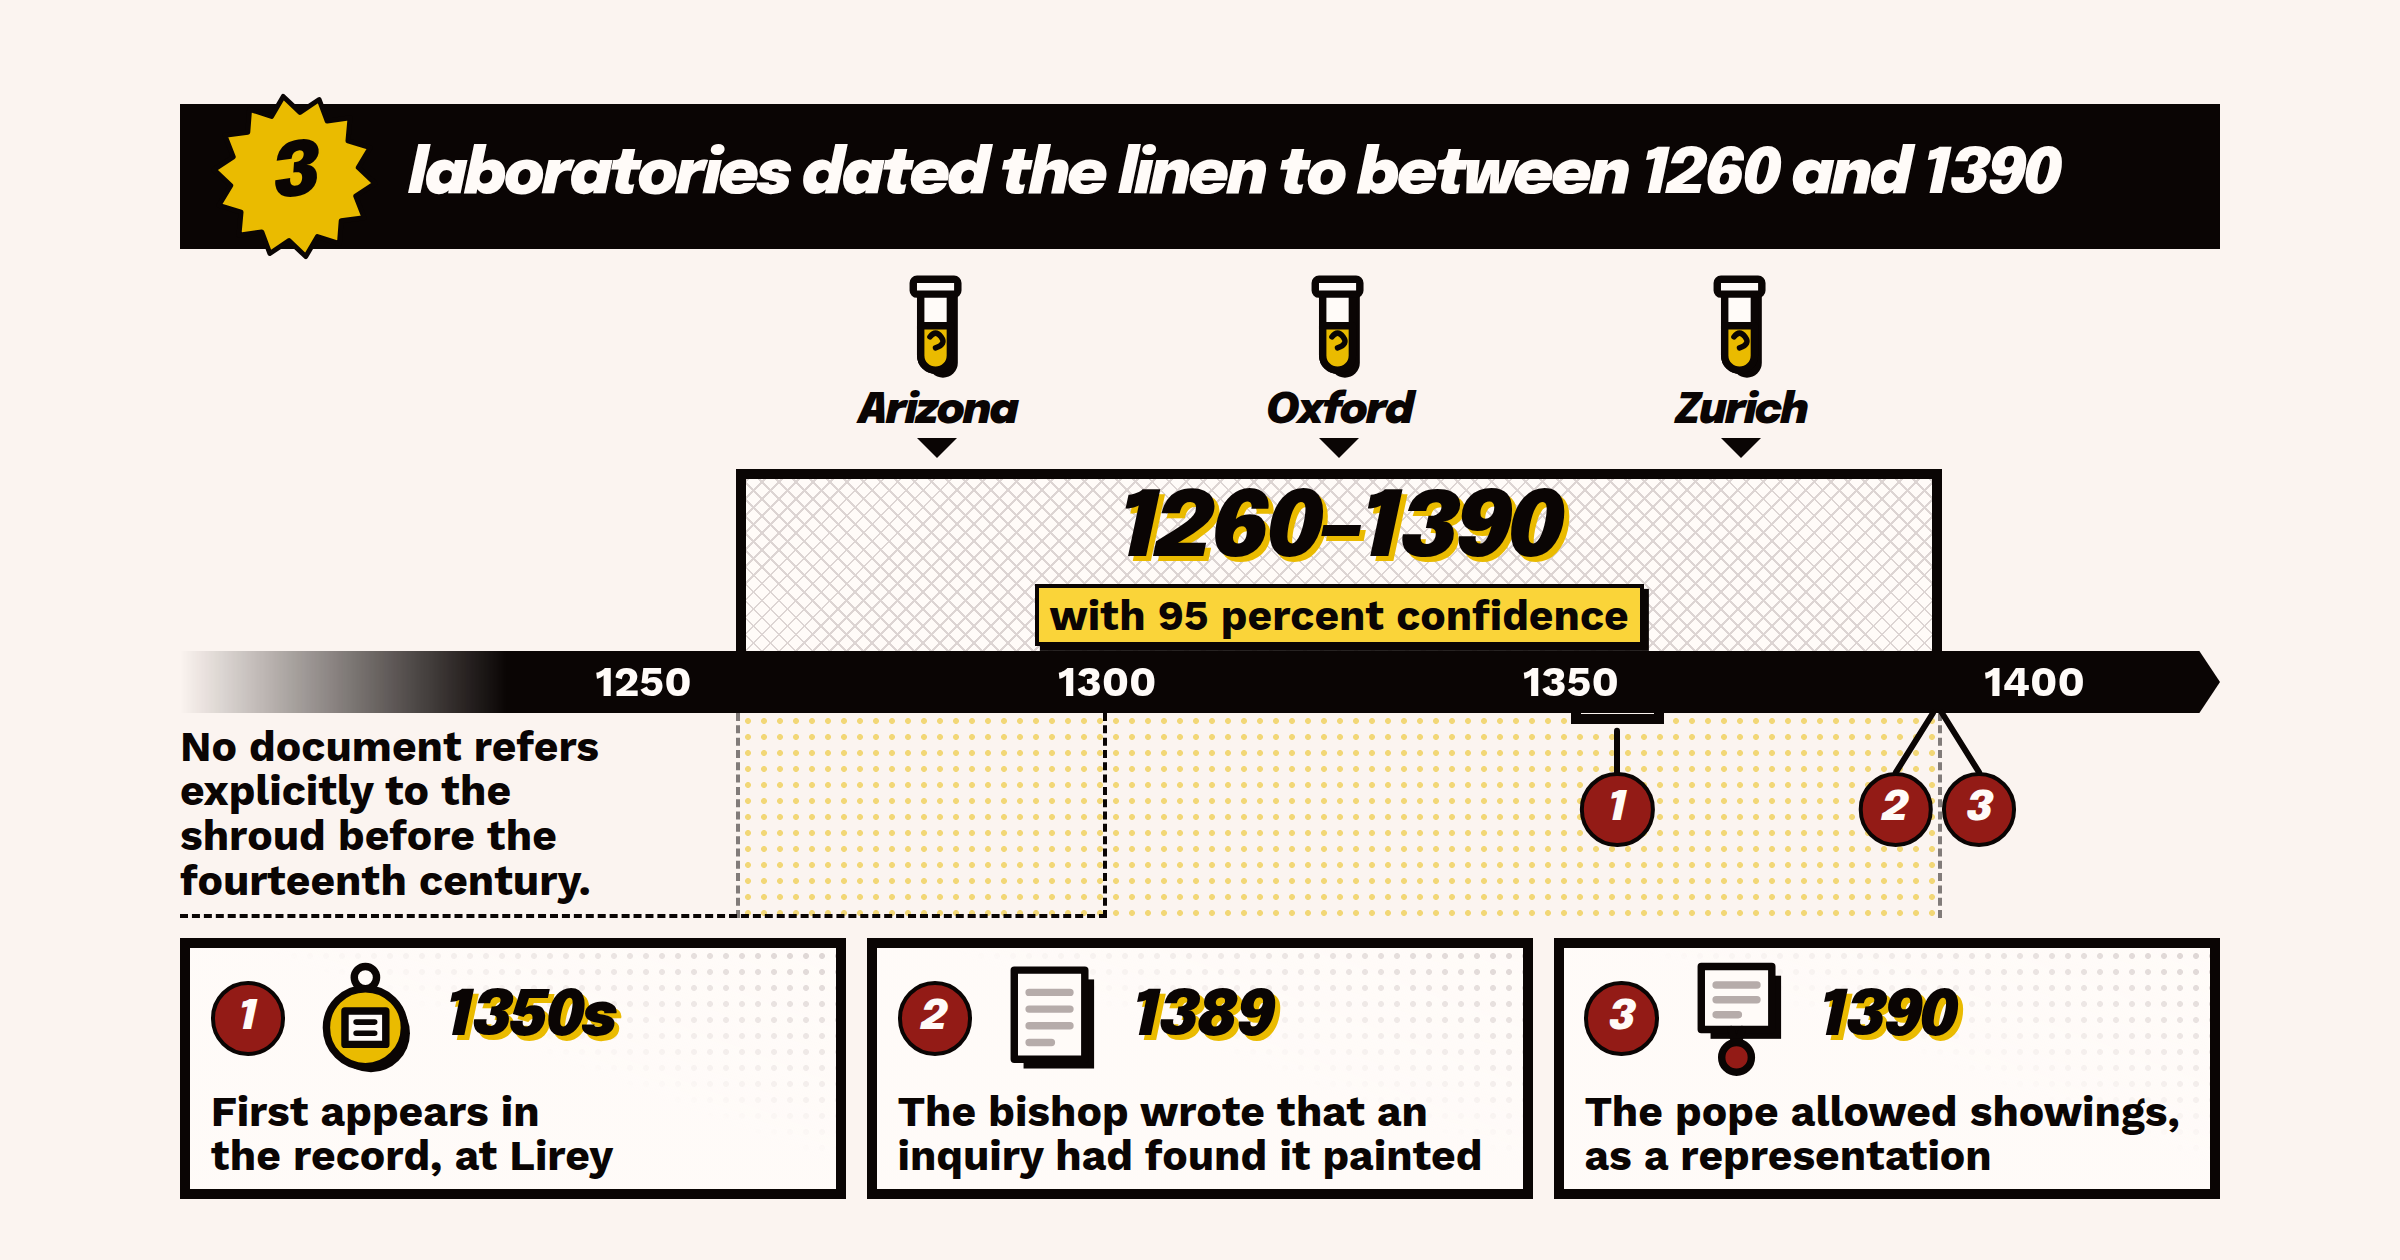 3 laboratories dated the linen to between 1260 and 1390
Arizona
Oxford
Zurich
1260–1390
with 95 percent confidence
1250
1300
1350
1400
No document refers
explicitly to the
shroud before the
fourteenth century.
1
2
3
1
1350s
First appears in
the record, at Lirey
2
1389
The bishop wrote that an
inquiry had found it painted
3
1390
The pope allowed showings,
as a representation